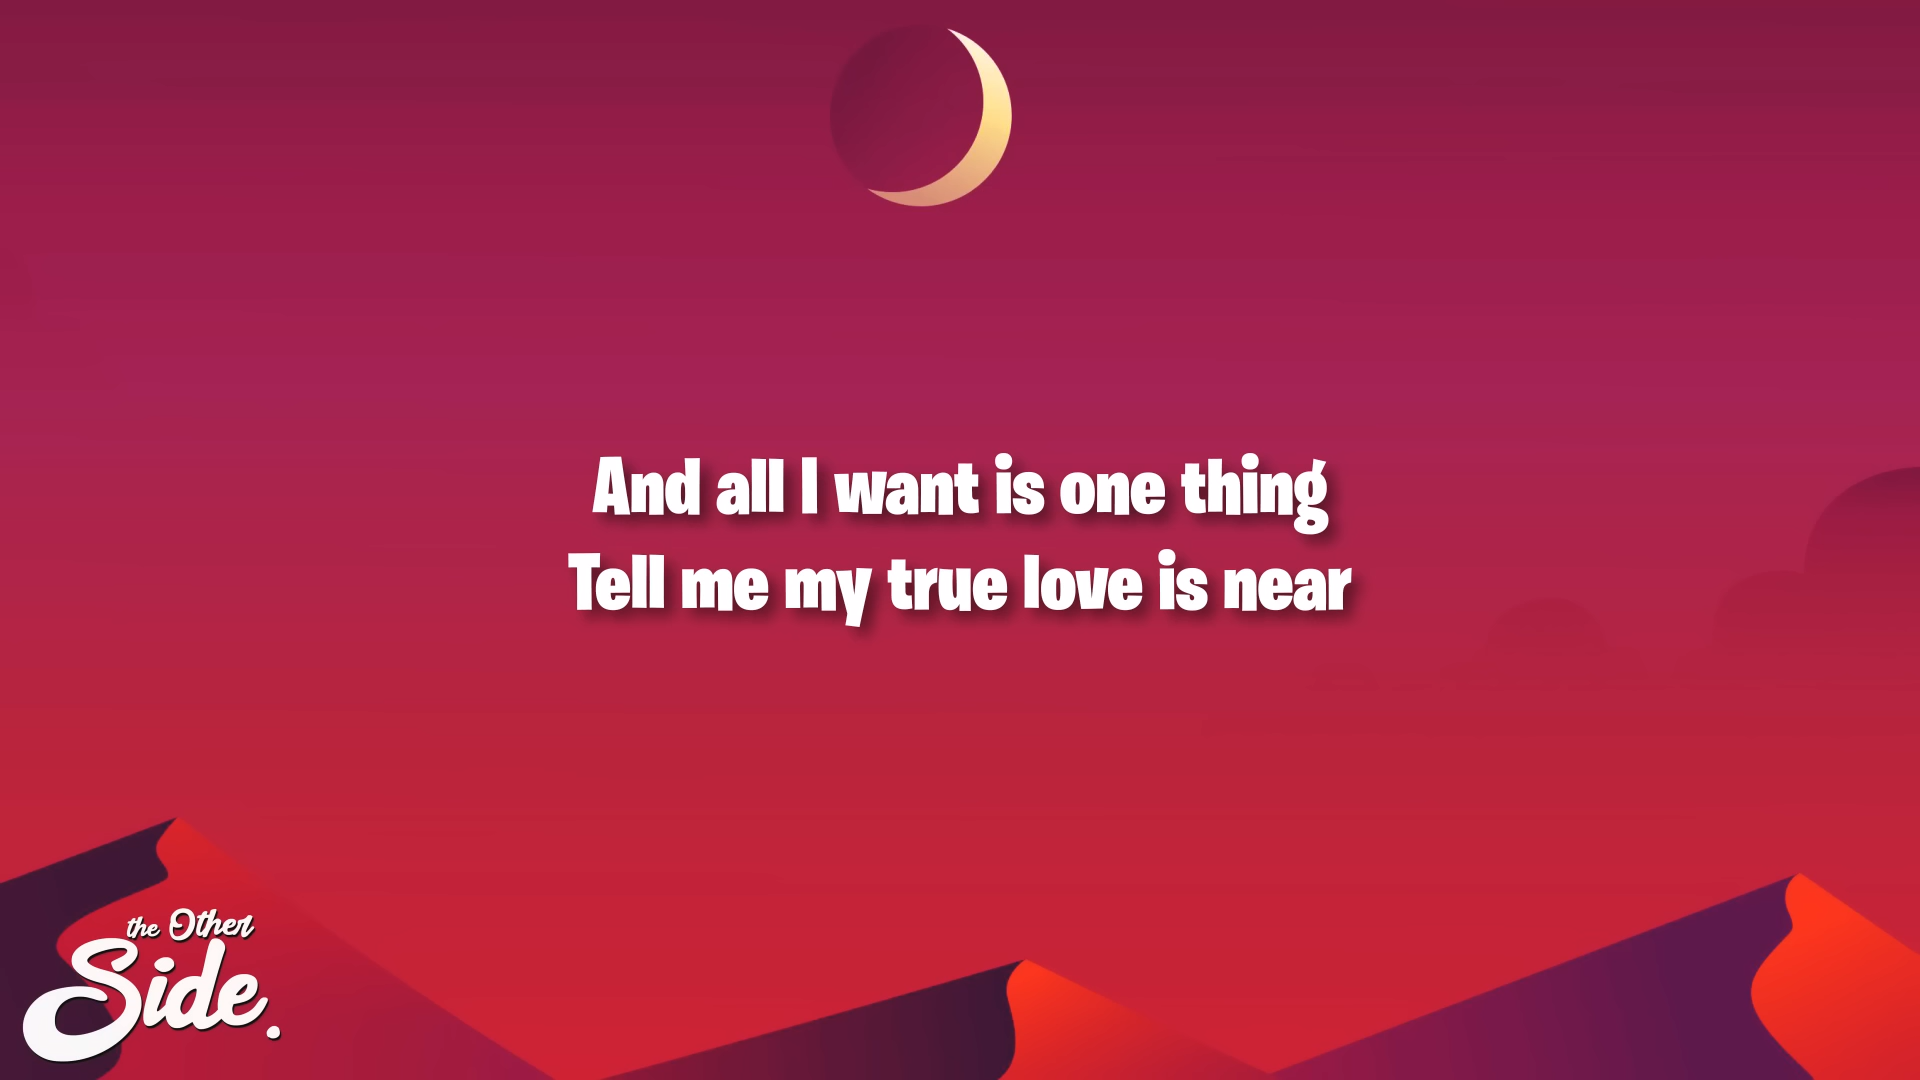 And all I want is one thing
Tell me my true love is near
the Other
Side.